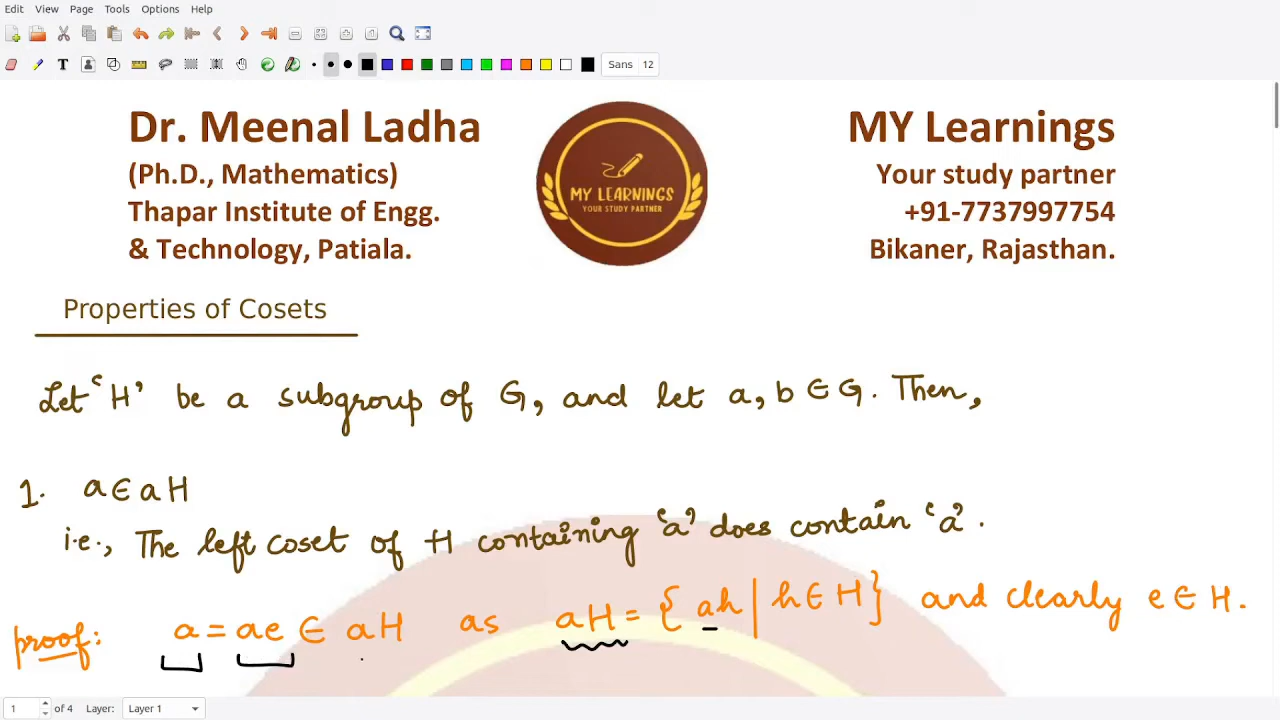 Edit View Page Tools Options Help
Sans 12
Dr. Meenal Ladha
(Ph.D., Mathematics)
Thapar Institute of Engg.
& Technology, Patiala.
MY LEARNINGS
YOUR STUDY PARTNER
MY Learnings
Your study partner
+91-7737997754
Bikaner, Rajasthan.
Properties of Cosets
Let 'H' be a subgroup of G, and let a, b ∈ G. Then,
1. a ∈ aH
i.e., The left coset of H containing 'a' does contain 'a'.
proof: a = ae ∈ aH as aH = {ah | h ∈ H} and clearly e ∈ H.
1 of 4 Layer: Layer 1